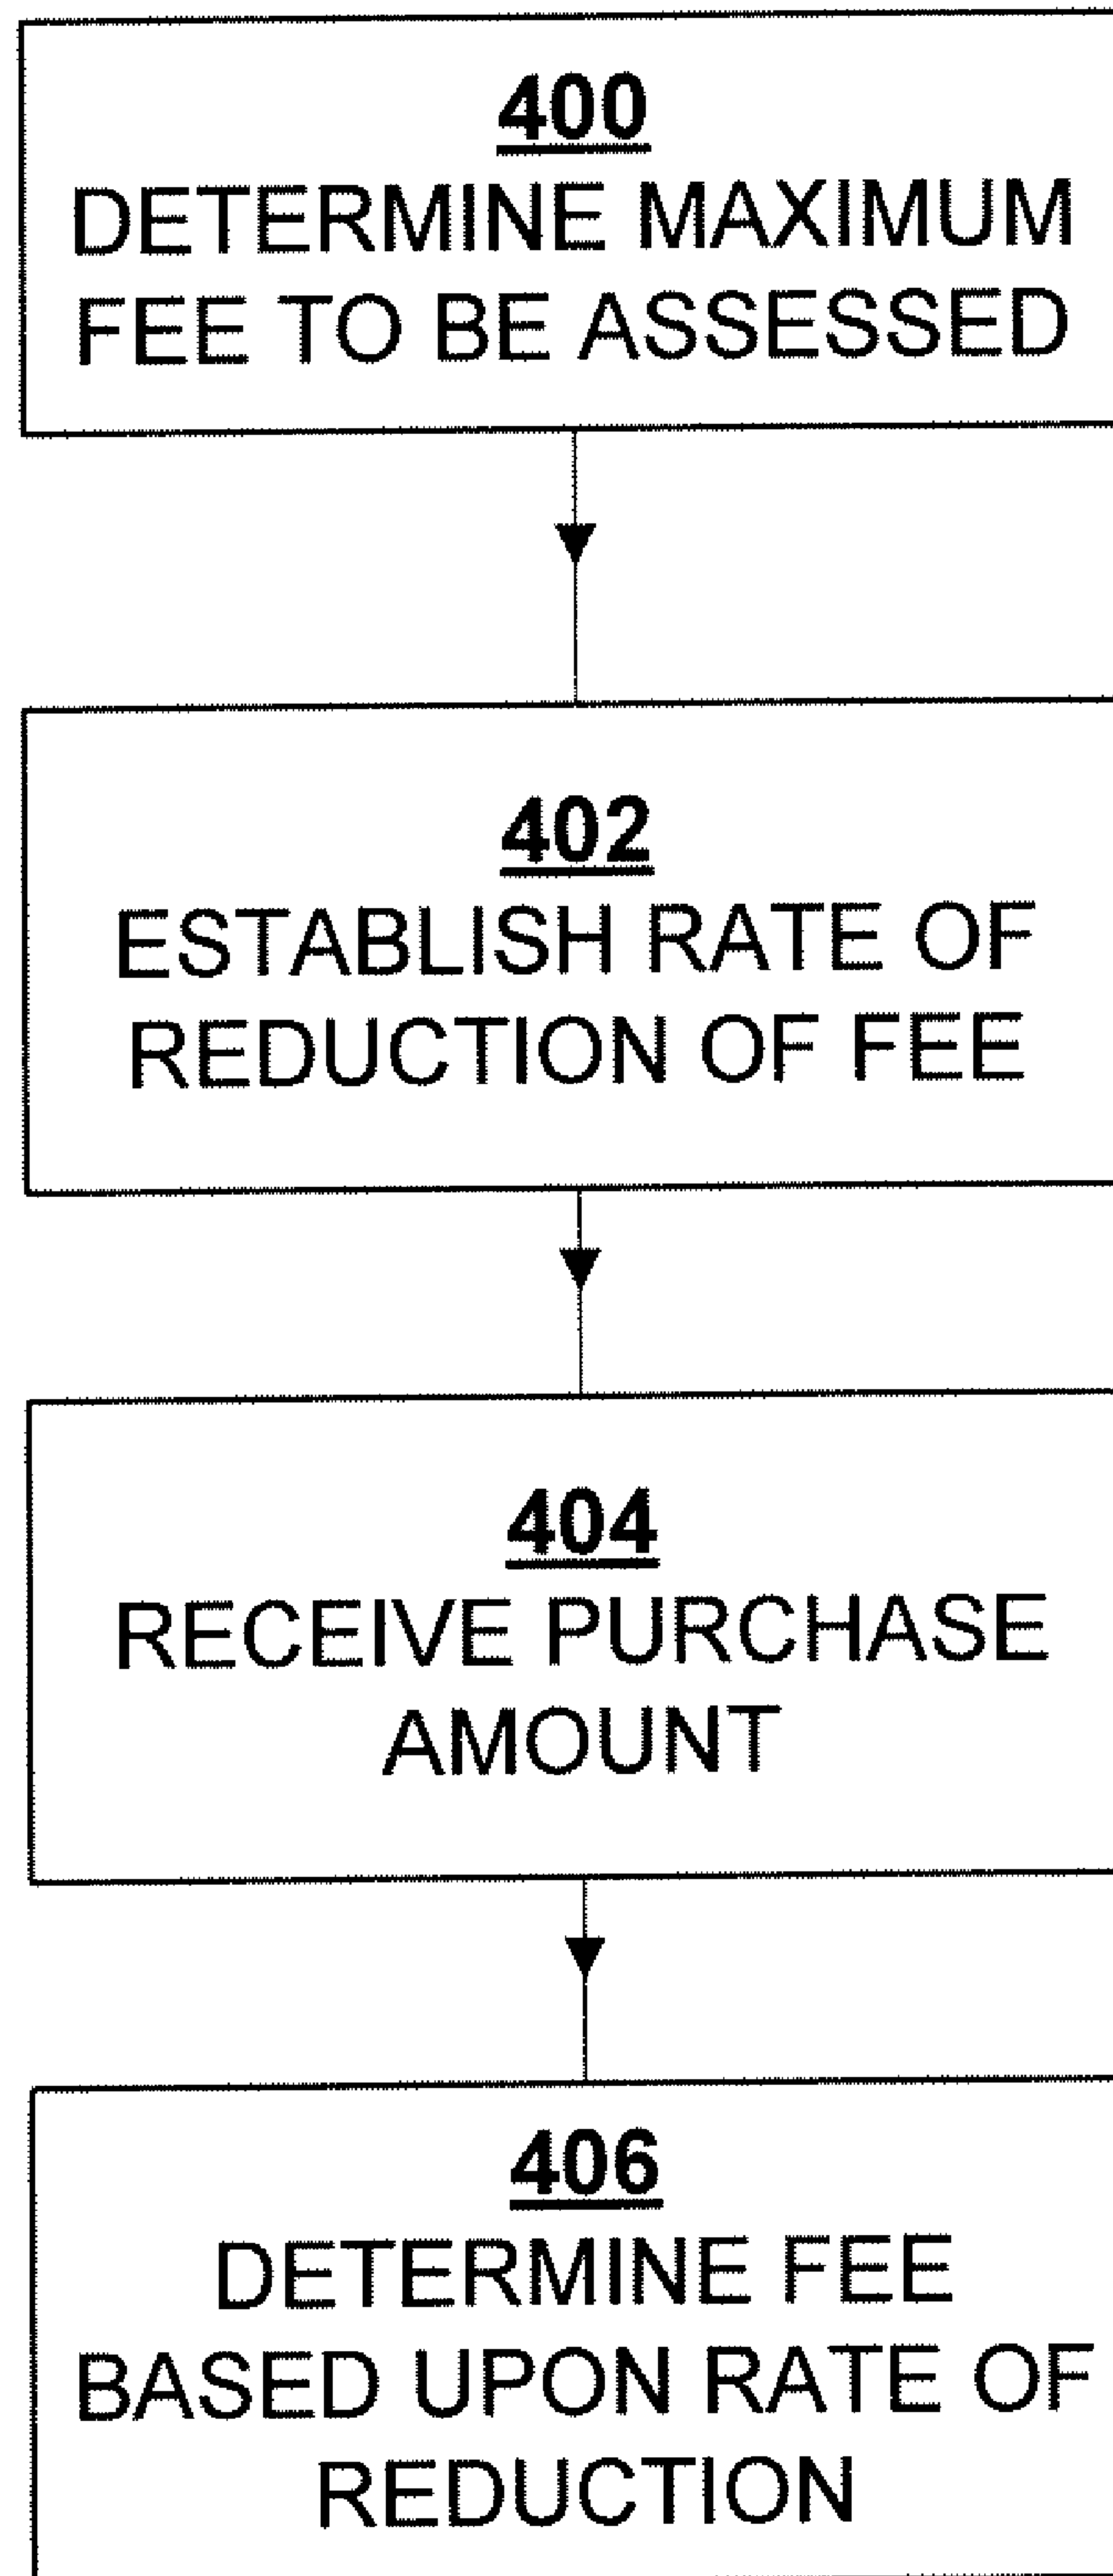 400
DETERMINE MAXIMUM
FEE TO BE ASSESSED
402
ESTABLISH RATE OF
REDUCTION OF FEE
404
RECEIVE PURCHASE
AMOUNT
406
DETERMINE FEE
BASED UPON RATE OF
REDUCTION